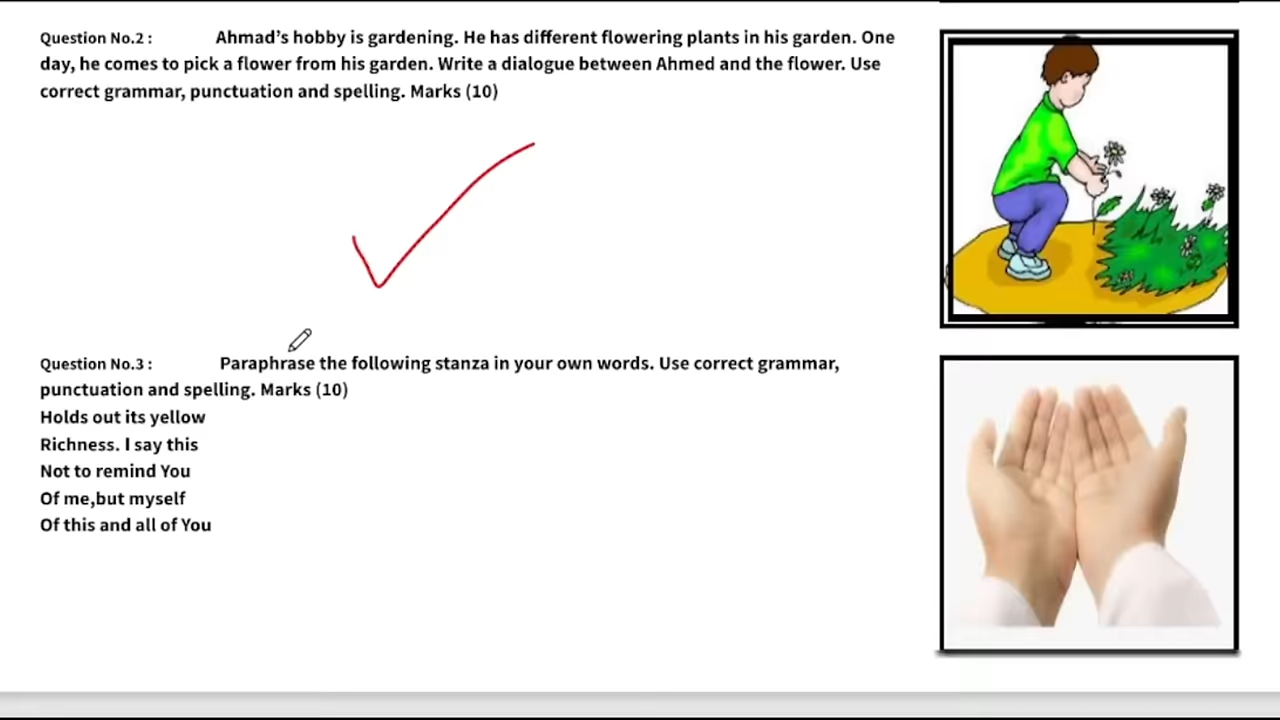 Question No.2 : Ahmad's hobby is gardening. He has different flowering plants in his garden. One
day, he comes to pick a flower from his garden. Write a dialogue between Ahmed and the flower. Use
correct grammar, punctuation and spelling. Marks (10)
Question No.3 : Paraphrase the following stanza in your own words. Use correct grammar,
punctuation and spelling. Marks (10)
Holds out its yellow
Richness. I say this
Not to remind You
Of me,but myself
Of this and all of You